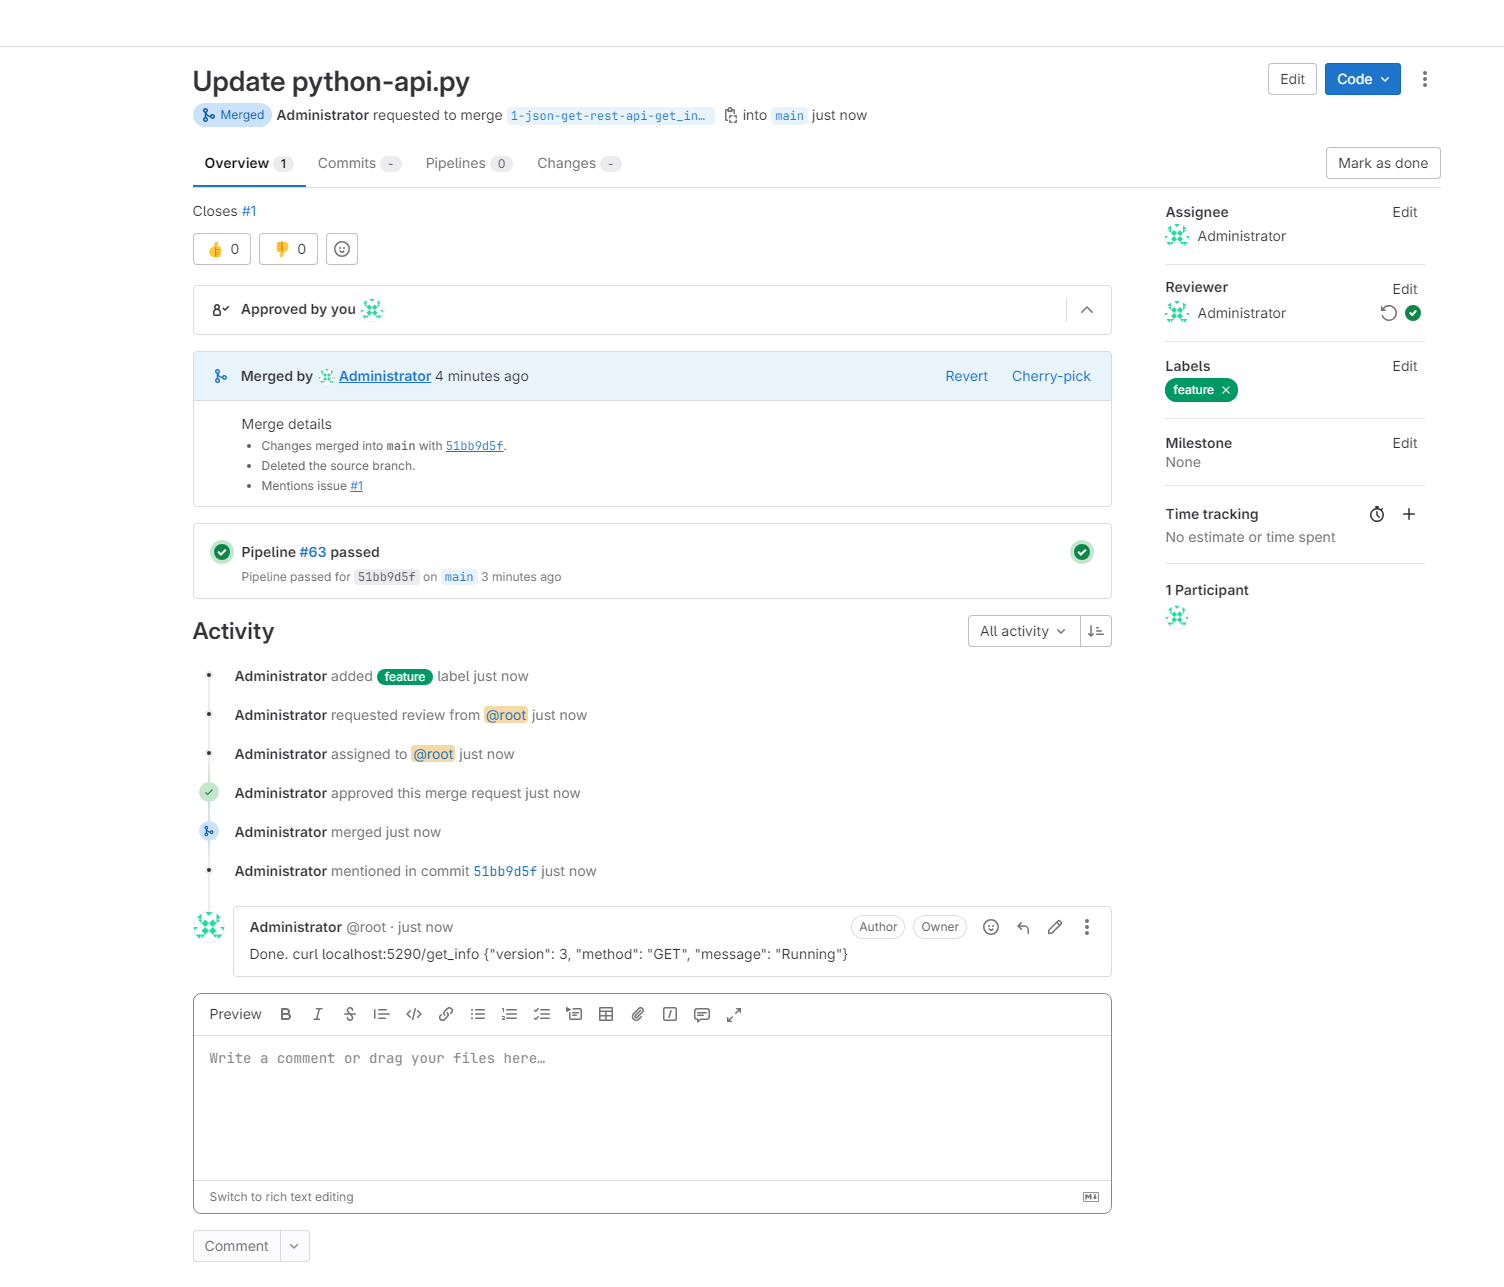 Update python-api.py
Edit
Code
Merged Administrator requested to merge 1-json-get-rest-api-get_in… into main just now
Overview 1 Commits - Pipelines 0 Changes -
Mark as done
Closes #1
0 0
Approved by you
Merged by Administrator 4 minutes ago
Revert Cherry-pick
Merge details
Changes merged into main with 51bb9d5f.
Deleted the source branch.
Mentions issue #1
Pipeline #63 passed
Pipeline passed for 51bb9d5f on main 3 minutes ago
Activity
All activity
Administrator added feature label just now
Administrator requested review from @root just now
Administrator assigned to @root just now
Administrator approved this merge request just now
Administrator merged just now
Administrator mentioned in commit 51bb9d5f just now
Administrator @root · just now
Author Owner
Done. curl localhost:5290/get_info {"version": 3, "method": "GET", "message": "Running"}
Preview
Write a comment or drag your files here…
Switch to rich text editing
Comment
Assignee Edit
Administrator
Reviewer Edit
Administrator
Labels Edit
feature ×
Milestone Edit
None
Time tracking
No estimate or time spent
1 Participant